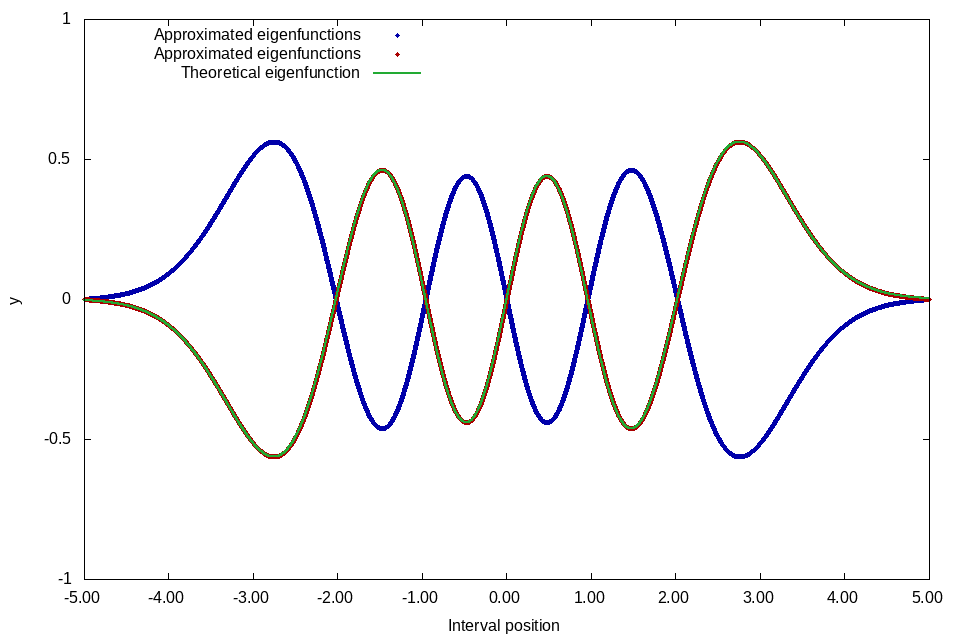 1
0.5
0
-0.5
-1
y
Approximated eigenfunctions
Approximated eigenfunctions
Theoretical eigenfunction
-5.00 -4.00 -3.00 -2.00 -1.00 0.00 1.00 2.00 3.00 4.00 5.00
Interval position